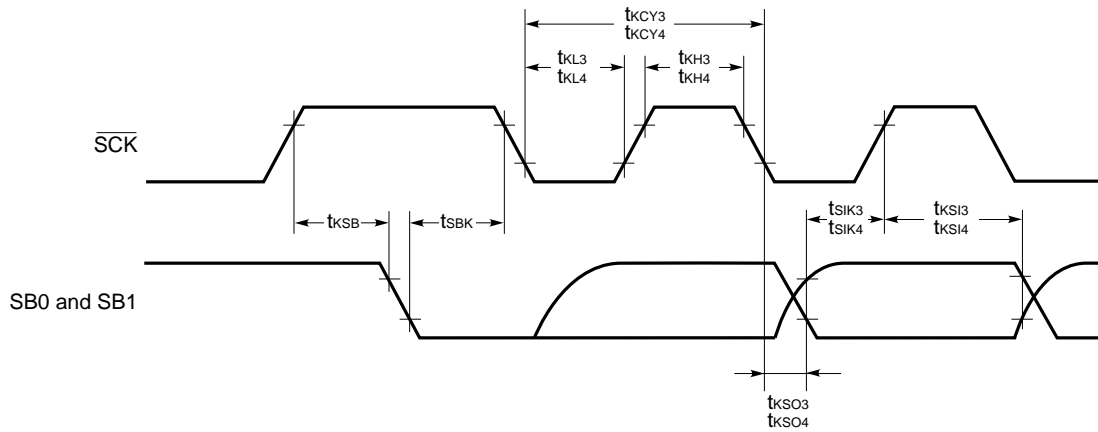 tKCY3
tKCY4
tKL3
tKL4
tKH3
tKH4
SCK
tKSB
tSBK
tSIK3
tSIK4
tKSI3
tKSI4
SB0 and SB1
tKSO3
tKSO4